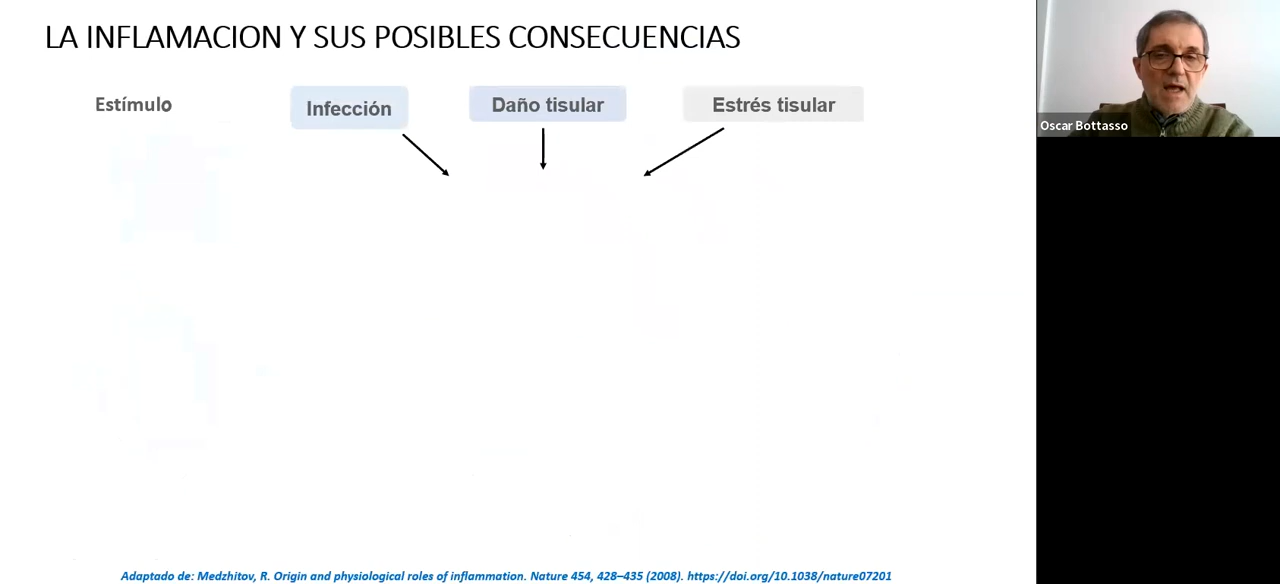 LA INFLAMACION Y SUS POSIBLES CONSECUENCIAS
Estímulo
Infección
Daño tisular
Estrés tisular
Oscar Bottasso
Adaptado de: Medzhitov, R. Origin and physiological roles of inflammation. Nature 454, 428–435 (2008). https://doi.org/10.1038/nature07201